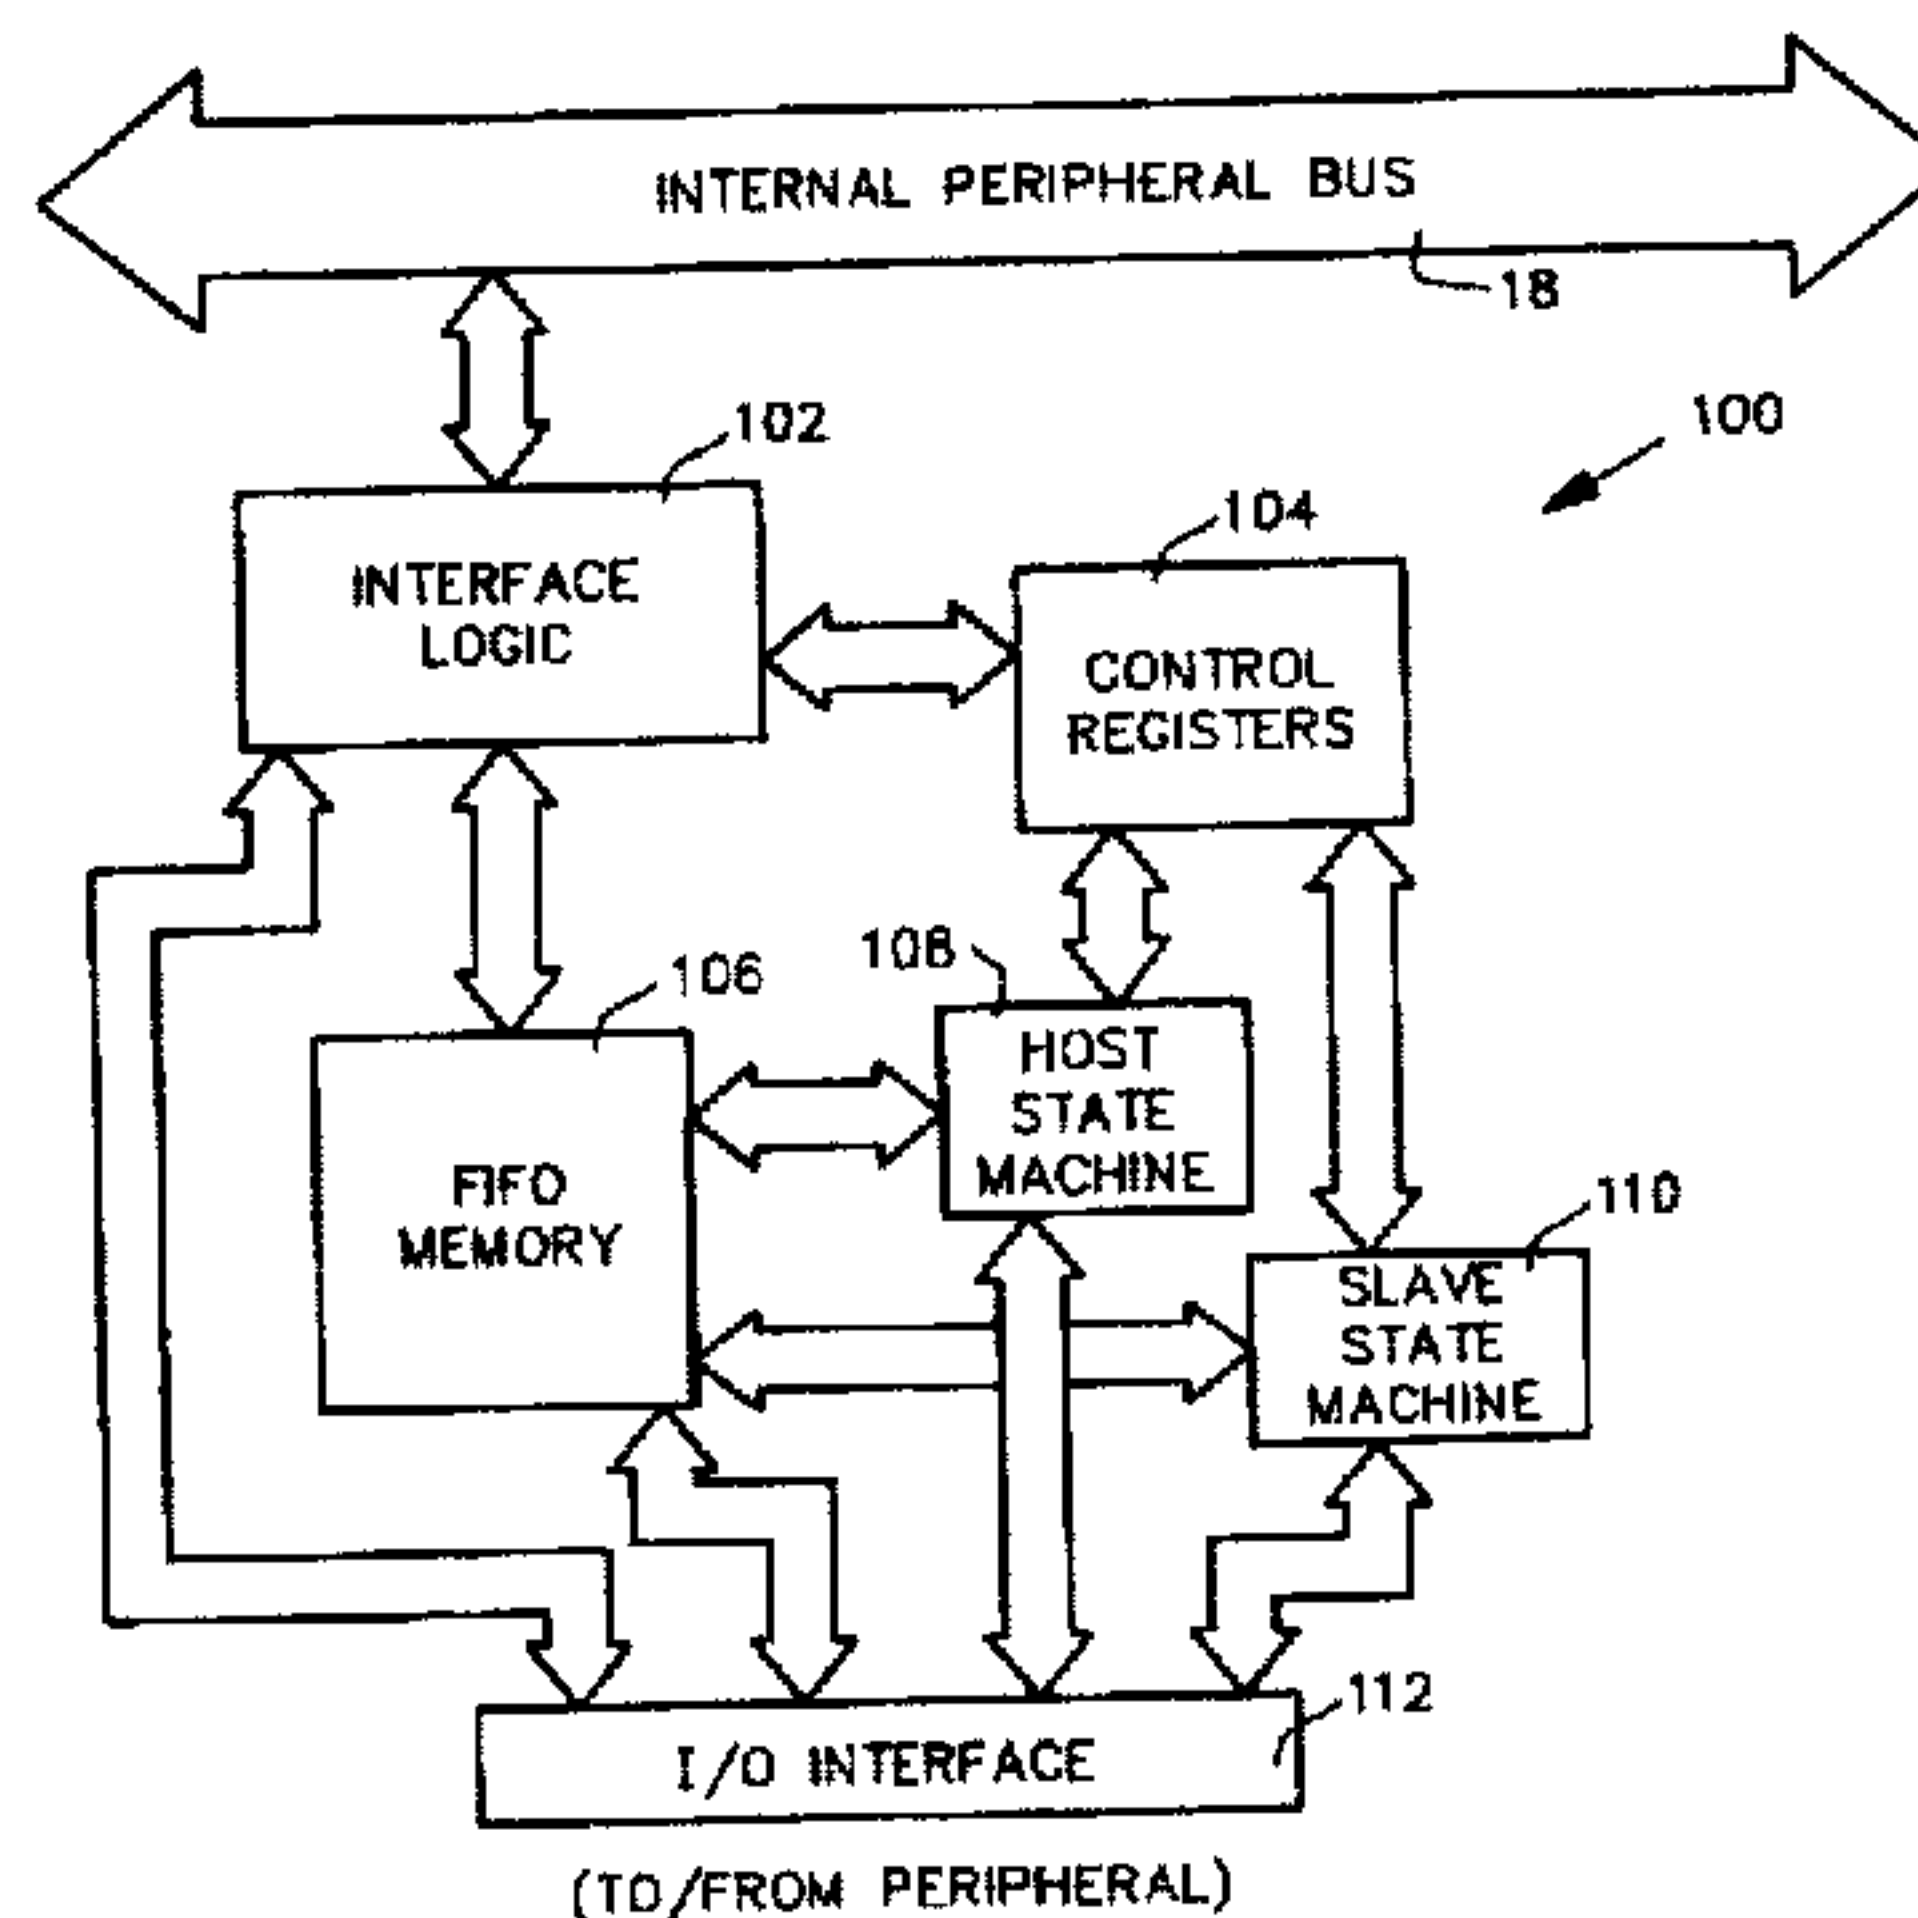 INTERNAL PERIPHERAL BUS
18
100
102
104
INTERFACE
LOGIC
CONTROL
REGISTERS
106
108
HOST
STATE
MACHINE
FIFO
MEMORY
110
SLAVE
STATE
MACHINE
112
I/O INTERFACE
(TO/FROM PERIPHERAL)